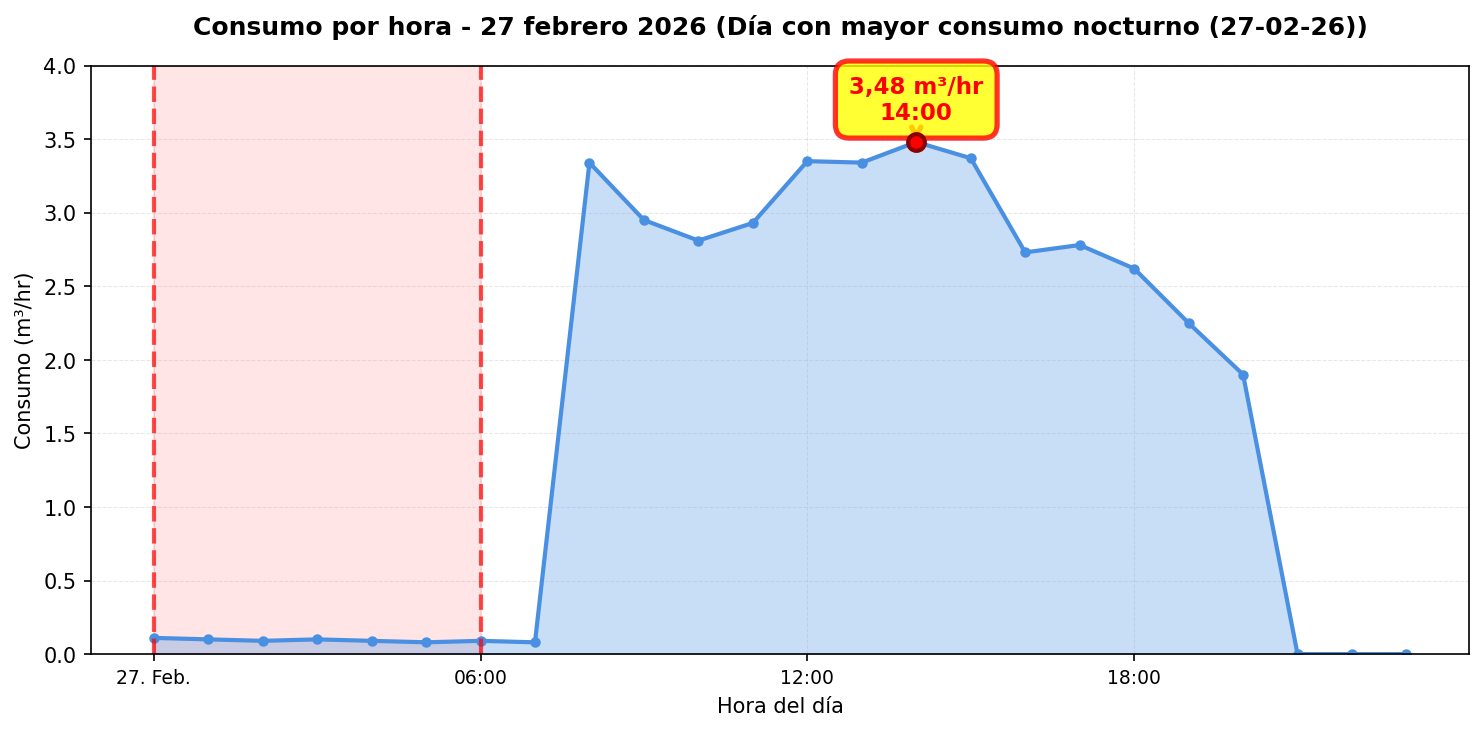 Consumo por hora - 27 febrero 2026 (Día con mayor consumo nocturno (27-02-26))
4.0
3,48 m³/hr
14:00
3.5
3.0
2.5
2.0
1.5
1.0
0.5
0.0
Consumo (m³/hr)
27. Feb.
06:00
12:00
18:00
Hora del día